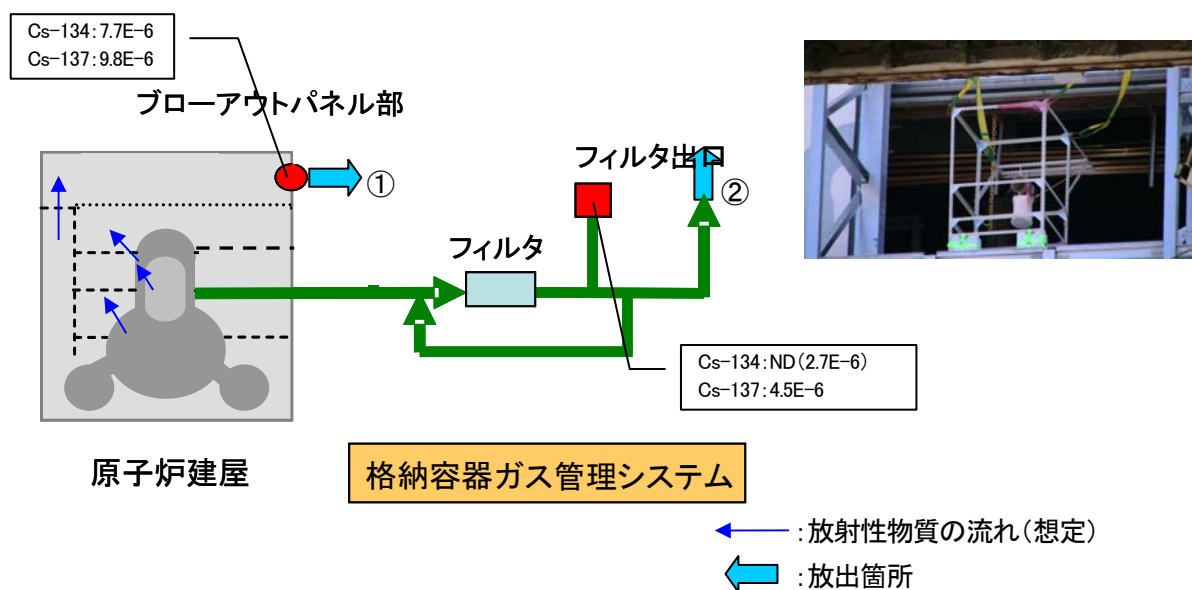 Cs-134:7.7E-6
Cs-137:9.8E-6
ブローアウトパネル部
①
フィルタ出口
②
フィルタ
Cs-134:ND(2.7E-6)
Cs-137:4.5E-6
原子炉建屋
格納容器ガス管理システム
:放射性物質の流れ(想定)
:放出箇所